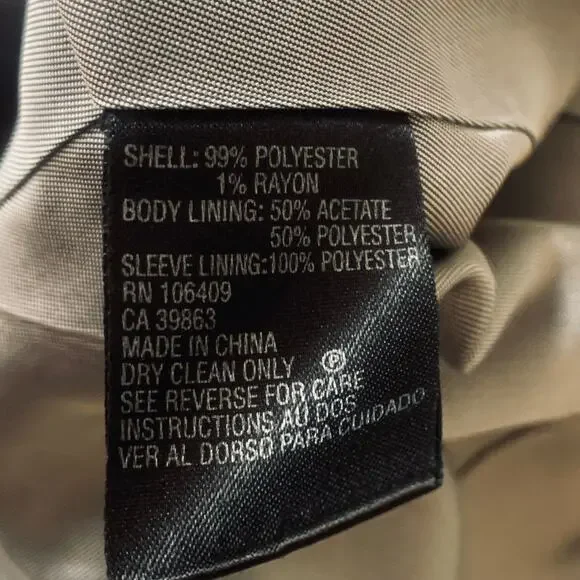 SHELL: 99% POLYESTER
1% RAYON
BODY LINING: 50% ACETATE
50% POLYESTER
SLEEVE LINING:100% POLYESTER
RN 106409
CA 39863
MADE IN CHINA
DRY CLEAN ONLY Ⓟ
SEE REVERSE FOR CARE
INSTRUCTIONS AU DOS
VER AL DORSO PARA CUIDADO